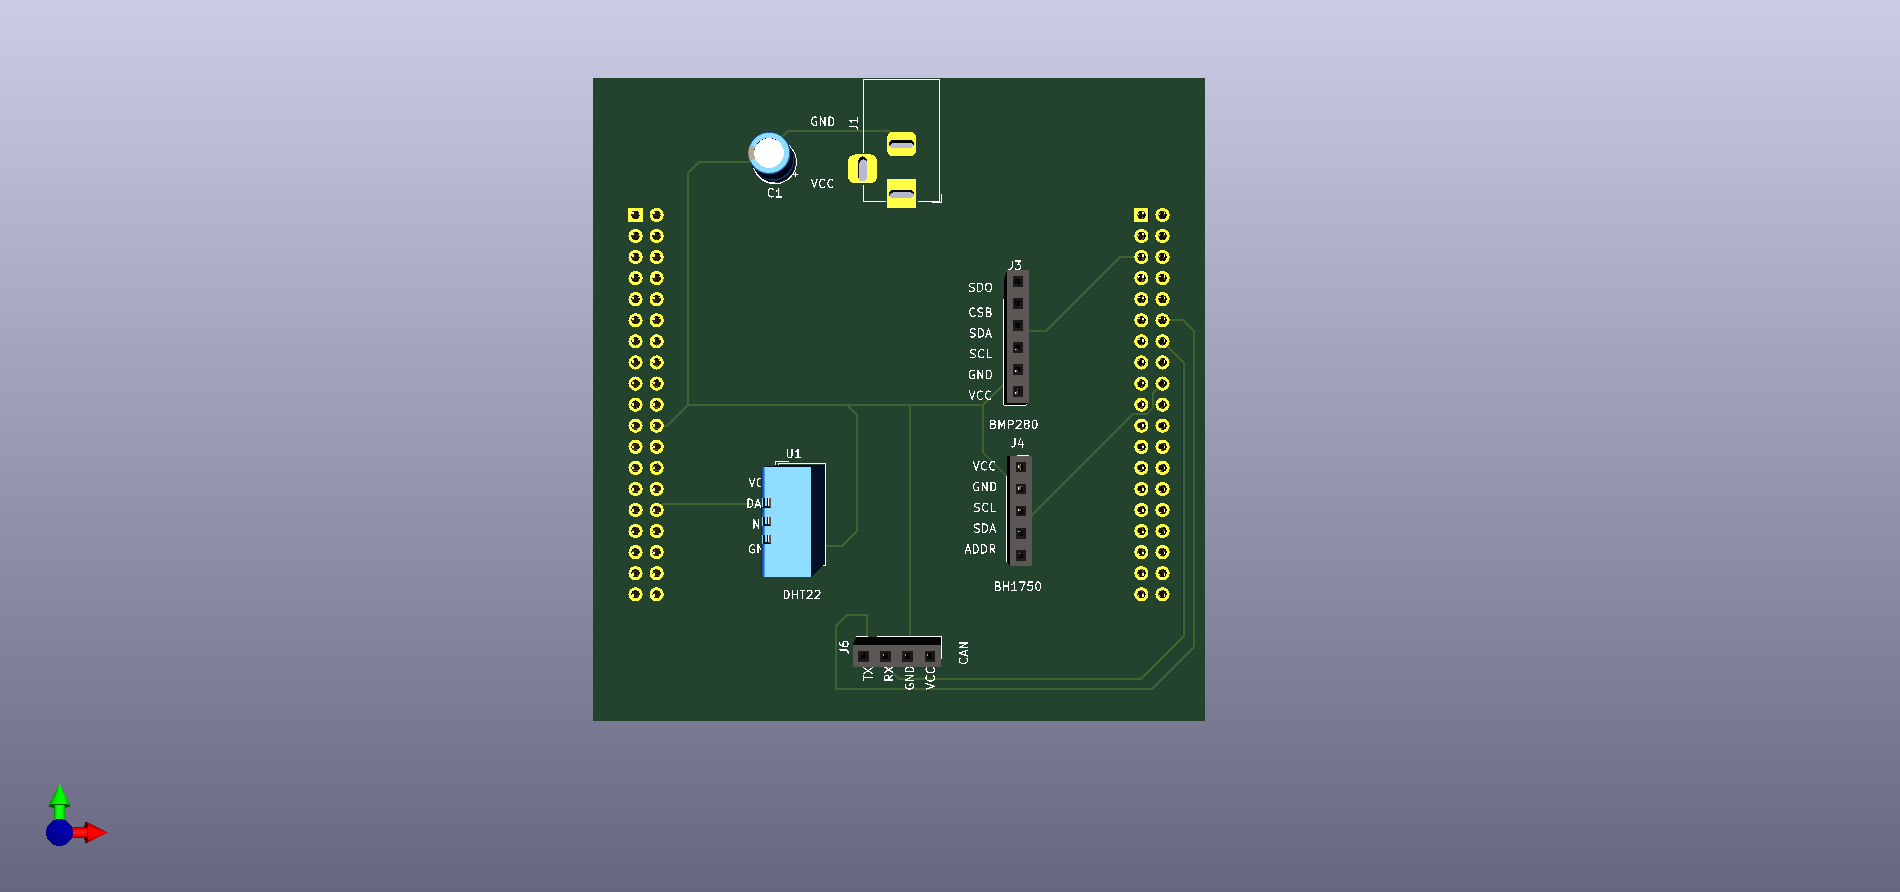 GND
J1
VCC
+
C1
J3
SDO
CSB
SDA
SCL
GND
VCC
BMP280
J4
VCC
GND
SCL
SDA
ADDR
BH1750
U1
VC
DA
N
GN
DHT22
J6
TX
RX
GND
VCC
CAN